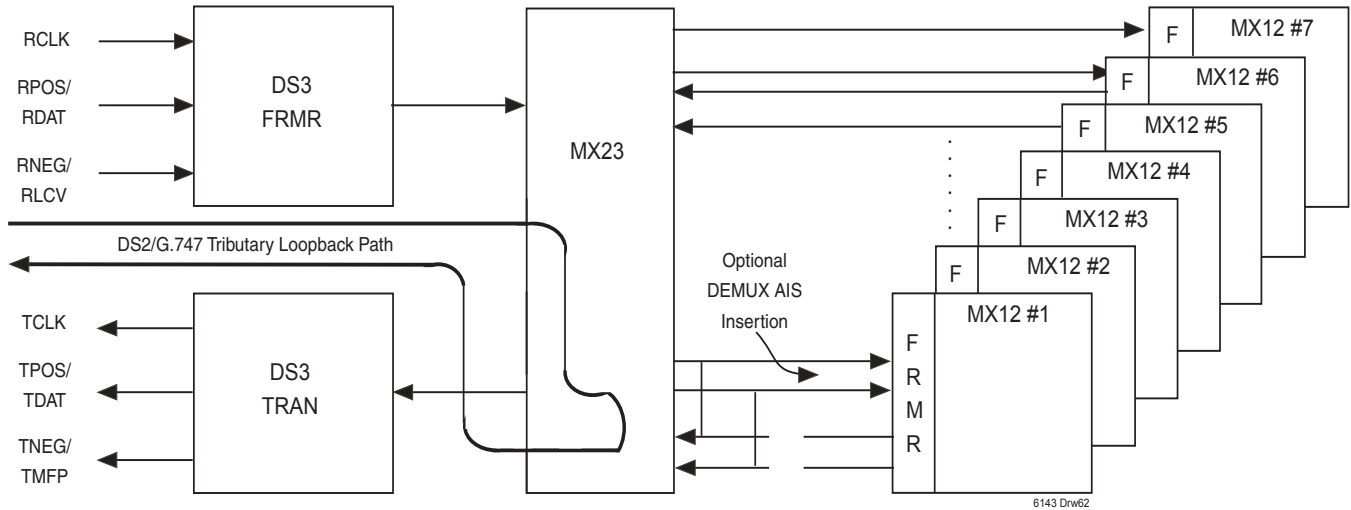 RCLK
RPOS/
RDAT
RNEG/
RLCV
DS3
FRMR
MX23
F MX12 #7
F MX12 #6
F MX12 #5
F MX12 #4
F MX12 #3
F MX12 #2
MX12 #1
F
R
M
R
DS2/G.747 Tributary Loopback Path
Optional
DEMUX AIS
Insertion
TCLK
TPOS/
TDAT
TNEG/
TMFP
DS3
TRAN
6143 Drw62